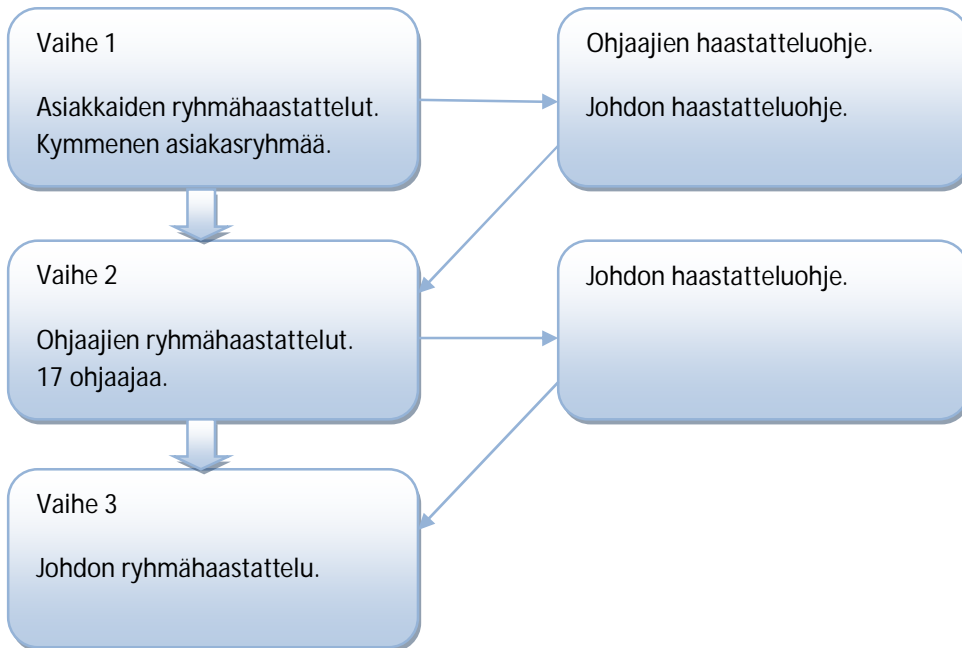 Vaihe 1
Asiakkaiden ryhmähaastattelut.
Kymmenen asiakasryhmää.
Ohjaajien haastatteluohje.
Johdon haastatteluohje.
Vaihe 2
Ohjaajien ryhmähaastattelut.
17 ohjaajaa.
Johdon haastatteluohje.
Vaihe 3
Johdon ryhmähaastattelu.